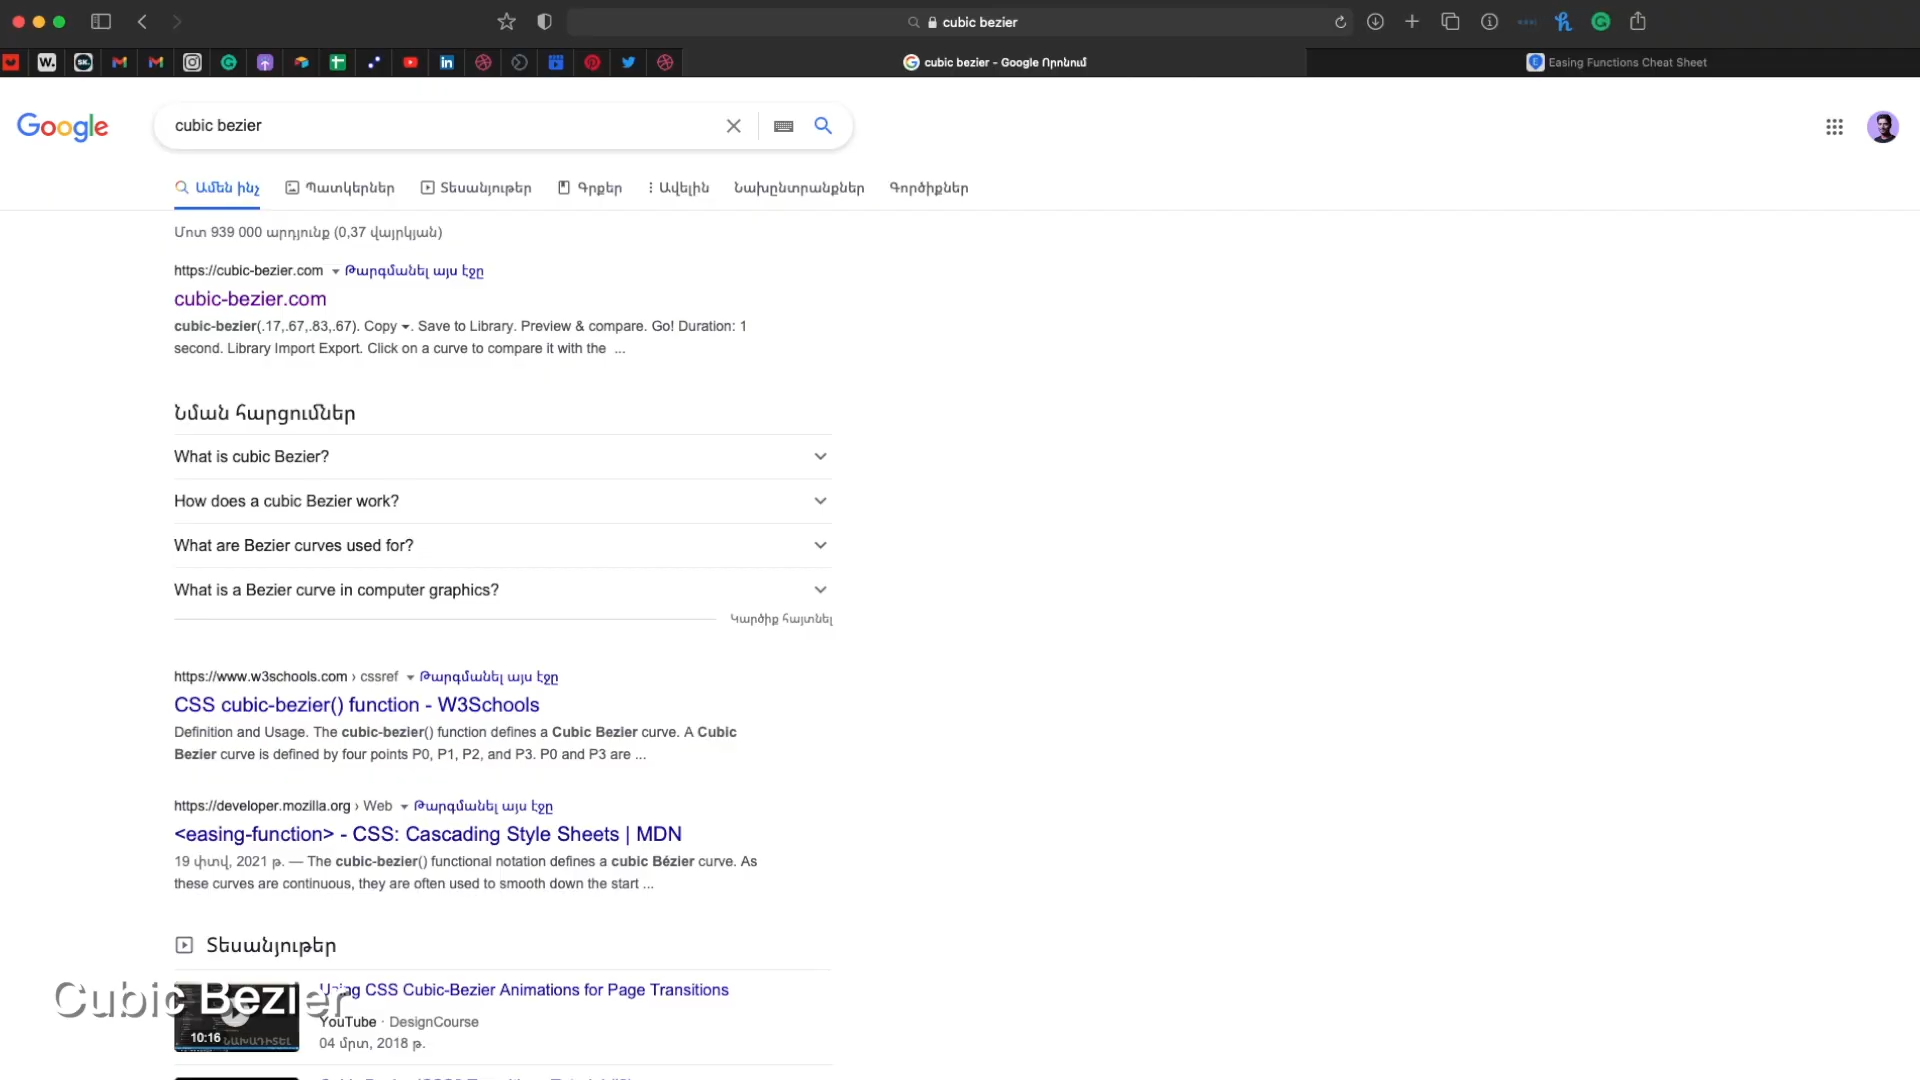 cubic bezier
W.
SK.
in
cubic bezier - Google Որոնում
Easing Functions Cheat Sheet
Google
cubic bezier
Ամեն ինչ
Պատկերներ
Տեսանյութեր
Գրքեր
Ավելին
Նախընտրանքներ
Գործիքներ
Մոտ 939 000 արդյունք (0,37 վայրկյան)
https://cubic-bezier.com Թարգմանել այս էջը
cubic-bezier.com
cubic-bezier(.17,.67,.83,.67). Copy ▾. Save to Library. Preview & compare. Go! Duration: 1
second. Library Import Export. Click on a curve to compare it with the ...
Նման հարցումներ
What is cubic Bezier?
How does a cubic Bezier work?
What are Bezier curves used for?
What is a Bezier curve in computer graphics?
Կարծիք հայտնել
https://www.w3schools.com › cssref Թարգմանել այս էջը
CSS cubic-bezier() function - W3Schools
Definition and Usage. The cubic-bezier() function defines a Cubic Bezier curve. A Cubic
Bezier curve is defined by four points P0, P1, P2, and P3. P0 and P3 are ...
https://developer.mozilla.org › Web Թարգմանել այս էջը
<easing-function> - CSS: Cascading Style Sheets | MDN
19 փտվ, 2021 թ. — The cubic-bezier() functional notation defines a cubic Bézier curve. As
these curves are continuous, they are often used to smooth down the start ...
Տեսանյութեր
Using CSS Cubic-Bezier Animations for Page Transitions
Cubic Bezier
YouTube · DesignCourse
10:16
ՆԱԽԱԴԻՏԵԼ
04 մրտ, 2018 թ.